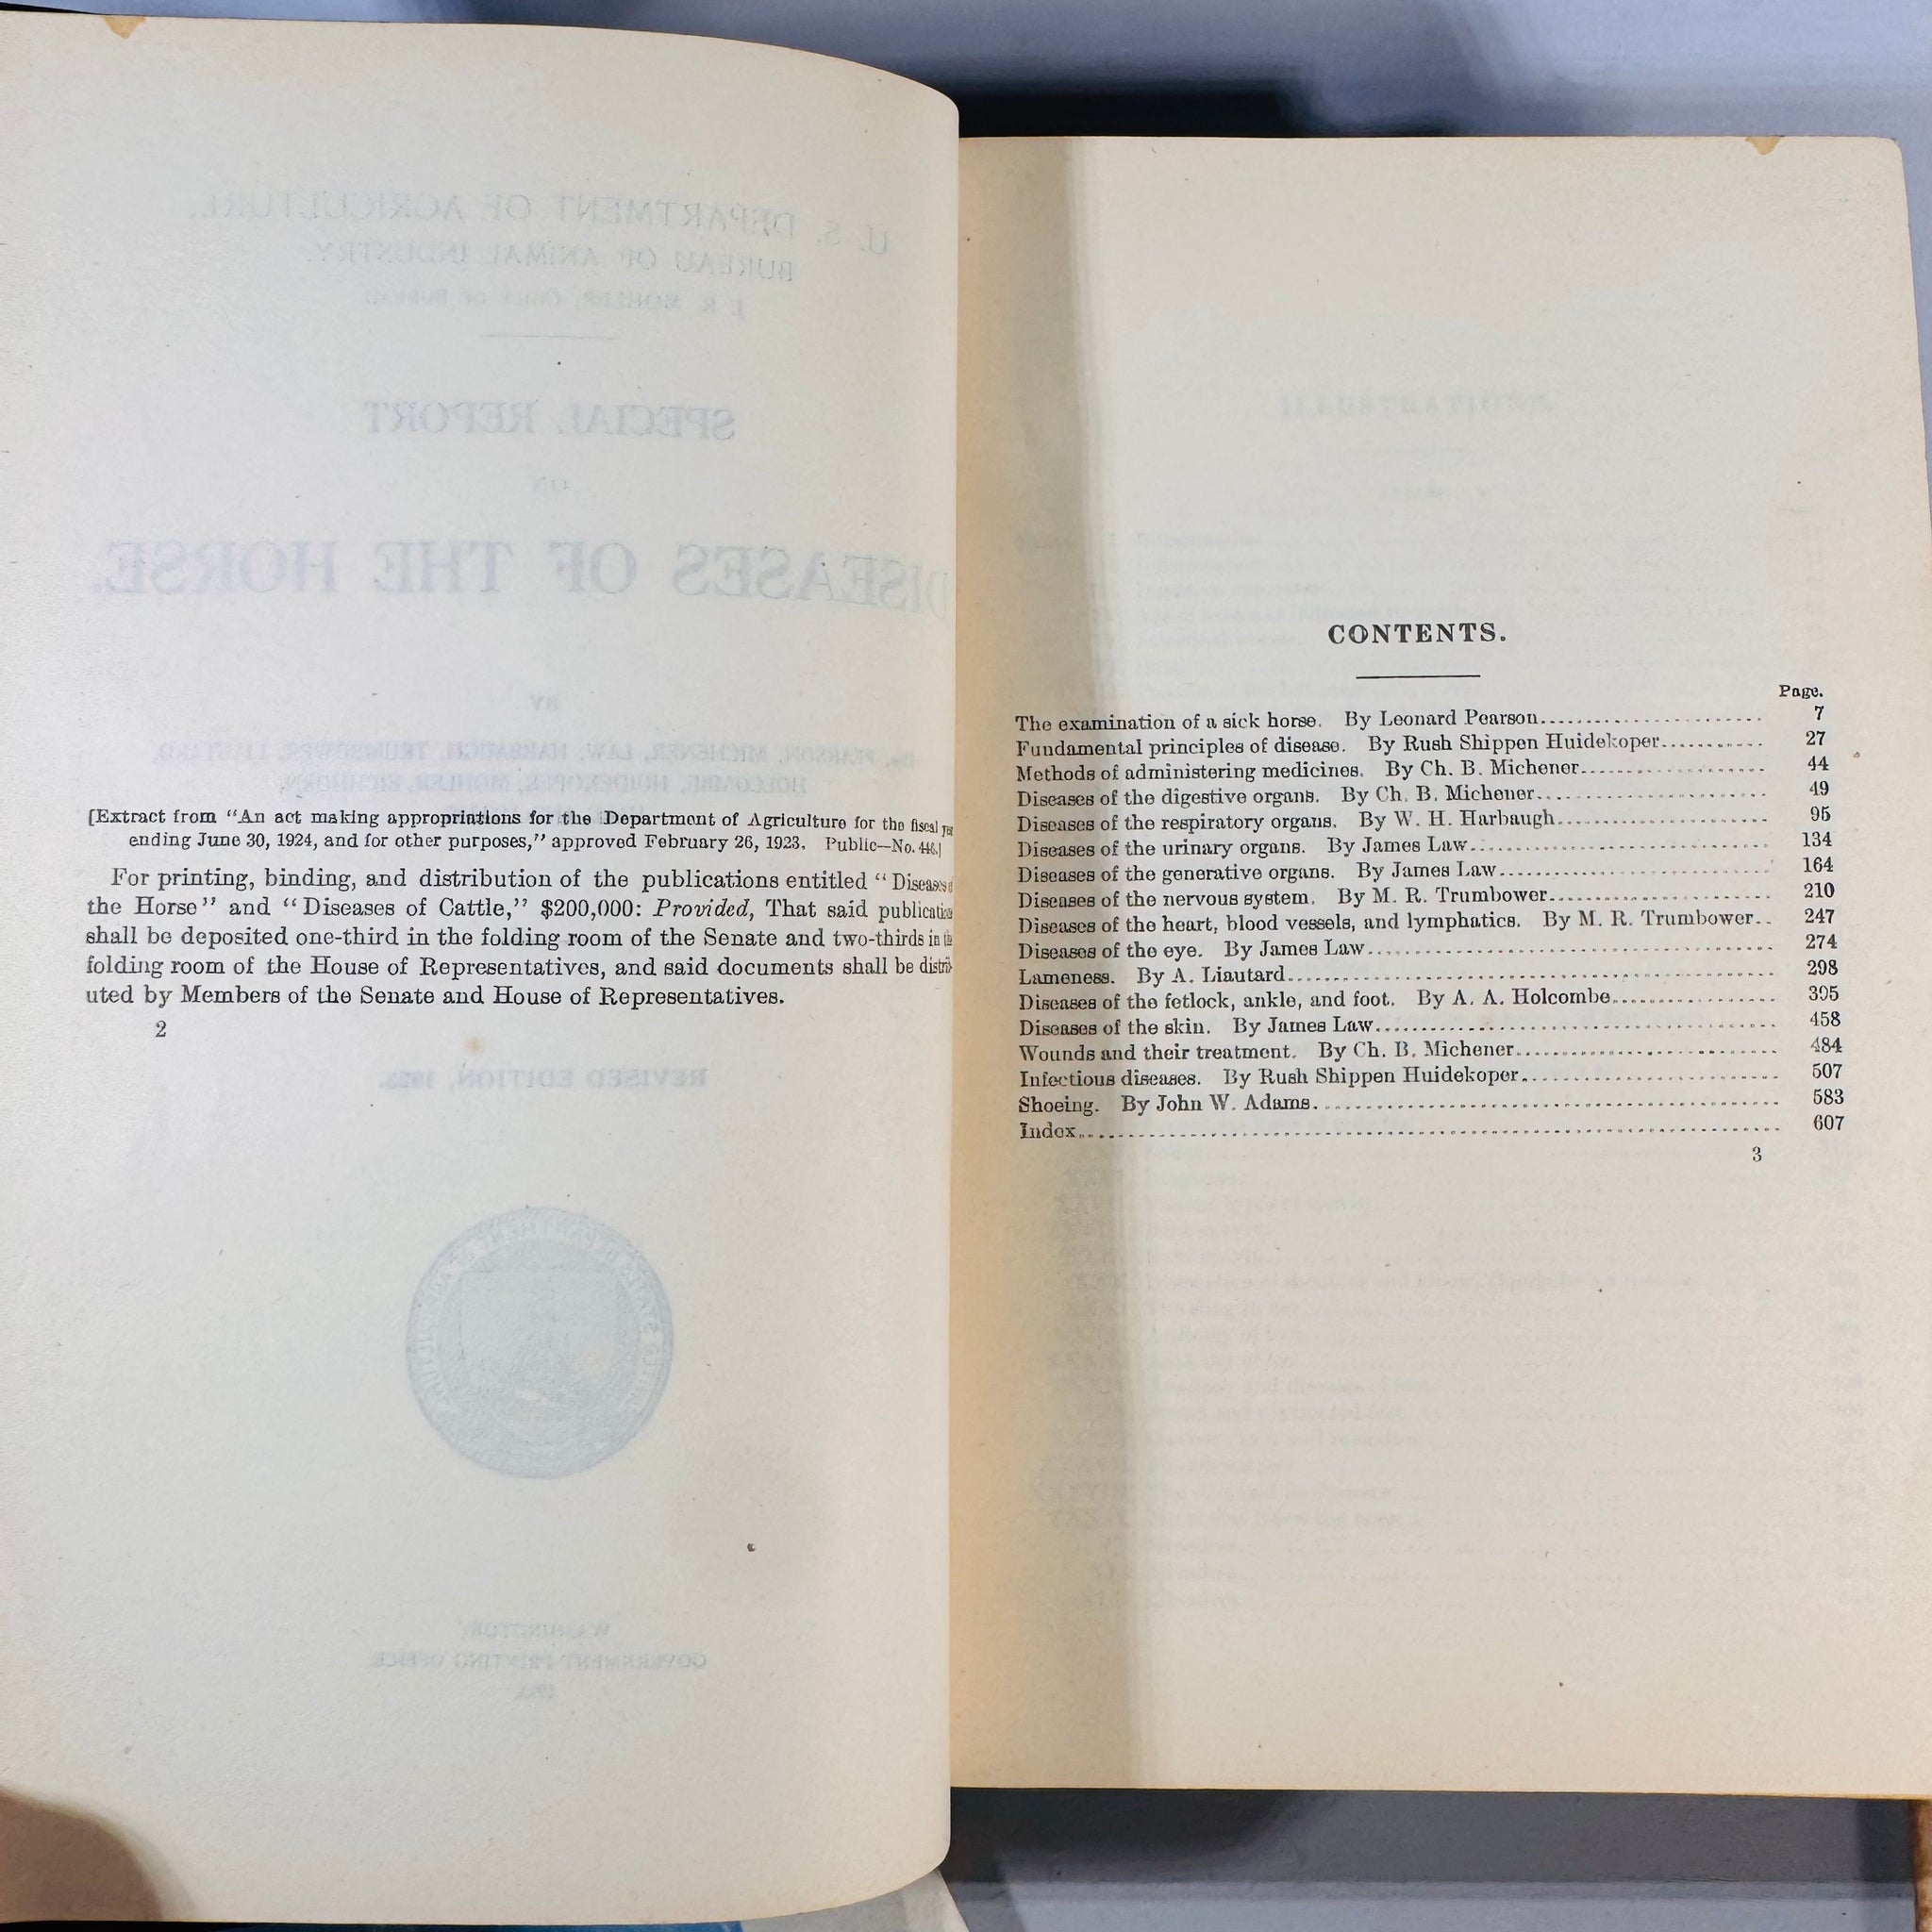 [Extract from “An act making appropriations for the Department of Agriculture for the fiscal
ending June 30, 1924, and for other purposes,” approved February 26, 1923. Public—No. 446.]
For printing, binding, and distribution of the publications entitled “Diseases
the Horse” and “Diseases of Cattle,” $200,000: Provided, That said
shall be deposited one-third in the folding room of the Senate and two-thirds in
folding room of the House of Representatives, and said documents shall be
uted by Members of the Senate and House of Representatives.
2
CONTENTS.
Page.
The examination of a sick horse. By Leonard Pearson 7
Fundamental principles of disease. By Rush Shippen Huidekoper 27
Methods of administering medicines. By Ch. B. Michener 44
Diseases of the digestive organs. By Ch. B. Michener 49
Diseases of the respiratory organs. By W. H. Harbaugh 95
Diseases of the urinary organs. By James Law 134
Diseases of the generative organs. By James Law 164
Diseases of the nervous system. By M. R. Trumbower 210
Diseases of the heart, blood vessels, and lymphatics. By M. R. Trumbower 247
Diseases of the eye. By James Law 274
Lameness. By A. Liautard 298
Diseases of the fetlock, ankle, and foot. By A. A. Holcombe 395
Diseases of the skin. By James Law 458
Wounds and their treatment. By Ch. B. Michener 484
Infectious diseases. By Rush Shippen Huidekoper 507
Shoeing. By John W. Adams 583
Index 607
3